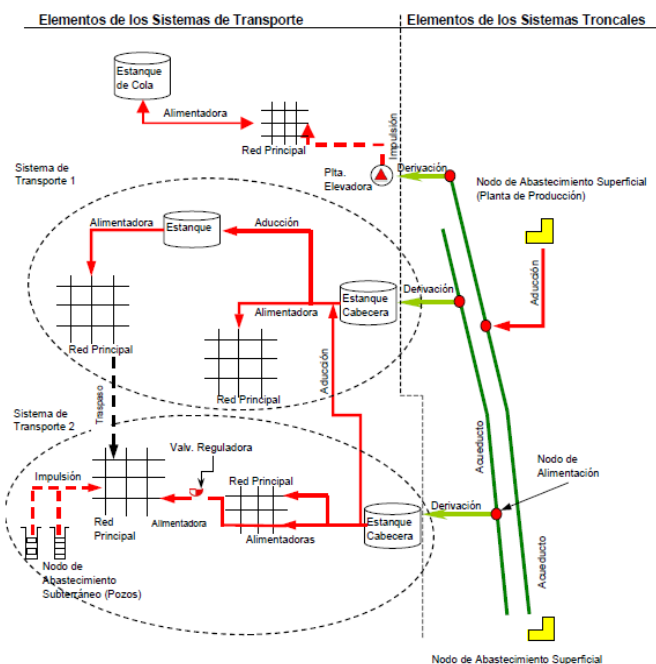 Elementos de los Sistemas de Transporte
Elementos de los Sistemas Troncales
Estanque
de Cola
Alimentadora
Red Principal
Impulsión
Plta.
Elevadora
Derivación
Nodo de Abastecimiento Superficial
(Planta de Producción)
Sistema de
Transporte 1
Alimentadora
Estanque
Aducción
Aducción
Derivación
Estanque
Cabecera
Alimentadora
Red Principal
Red Principal
Aducción
Traspaso
Sistema de
Transporte 2
Valv. Reguladora
Impulsión
Red Principal
Red
Principal
Alimentadora
Alimentadoras
Estanque
Cabecera
Derivación
Acueducto
Nodo de
Alimentación
Nodo de
Abastecimiento
Subterráneo (Pozos)
Acueducto
Nodo de Abastecimiento Superficial